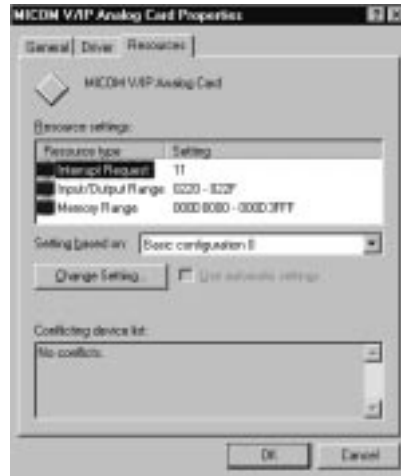 MICOM V/IP Analog Card Properties
General Driver Resources
MICOM V/IP Analog Card
Resource settings:
Resource type Setting
Interrupt Request 11
Input/Output Range 0220 - 022F
Memory Range 000D0000 - 000D3FFF
Setting based on: Basic configuration 0
Change Setting... Use automatic settings
Conflicting device list:
No conflicts.
OK Cancel